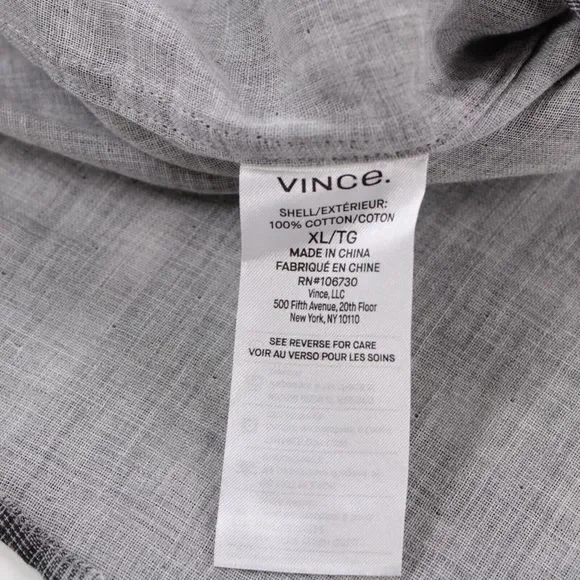 VINCE.
SHELL/EXTÉRIEUR:
100% COTTON/COTON
XL/TG
MADE IN CHINA
FABRIQUÉ EN CHINE
RN#106730
Vince, LLC
500 Fifth Avenue, 20th Floor
New York, NY 10110
SEE REVERSE FOR CARE
VOIR AU VERSO POUR LES SOINS